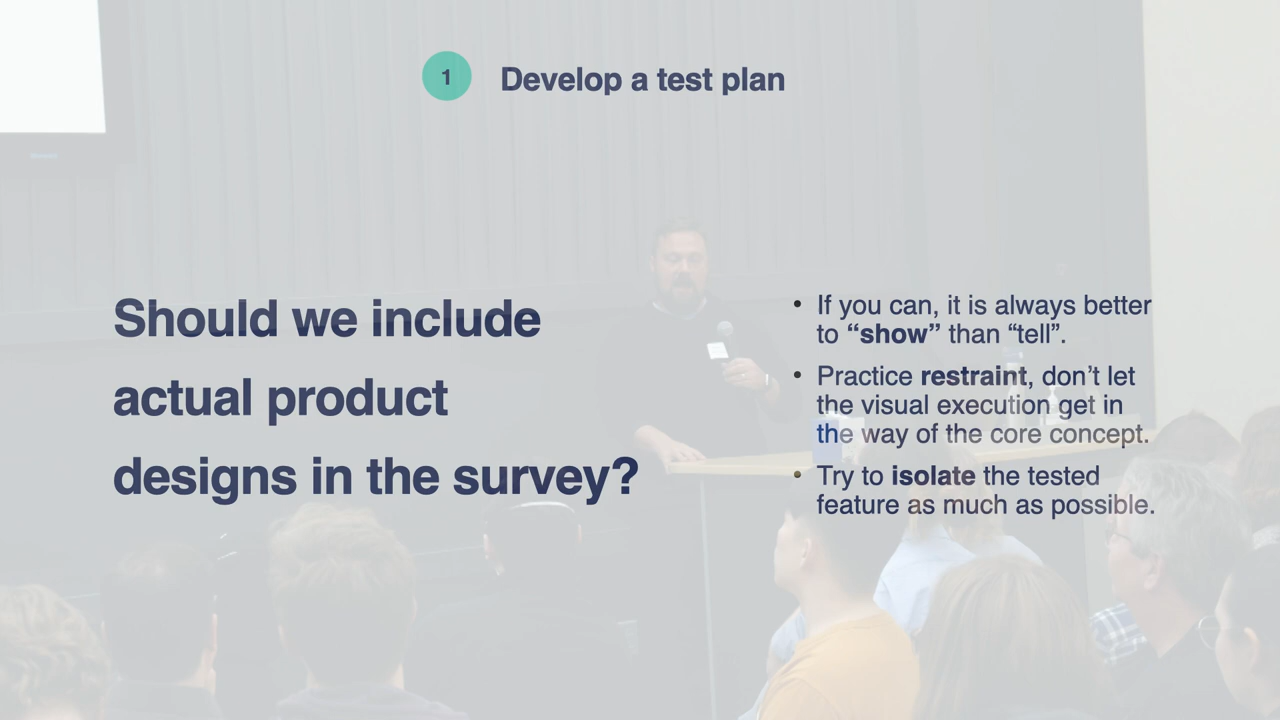 1 Develop a test plan
Should we include
actual product
designs in the survey?
• If you can, it is always better
to “show” than “tell”.
• Practice restraint, don’t let
the visual execution get in
the way of the core concept.
• Try to isolate the tested
feature as much as possible.